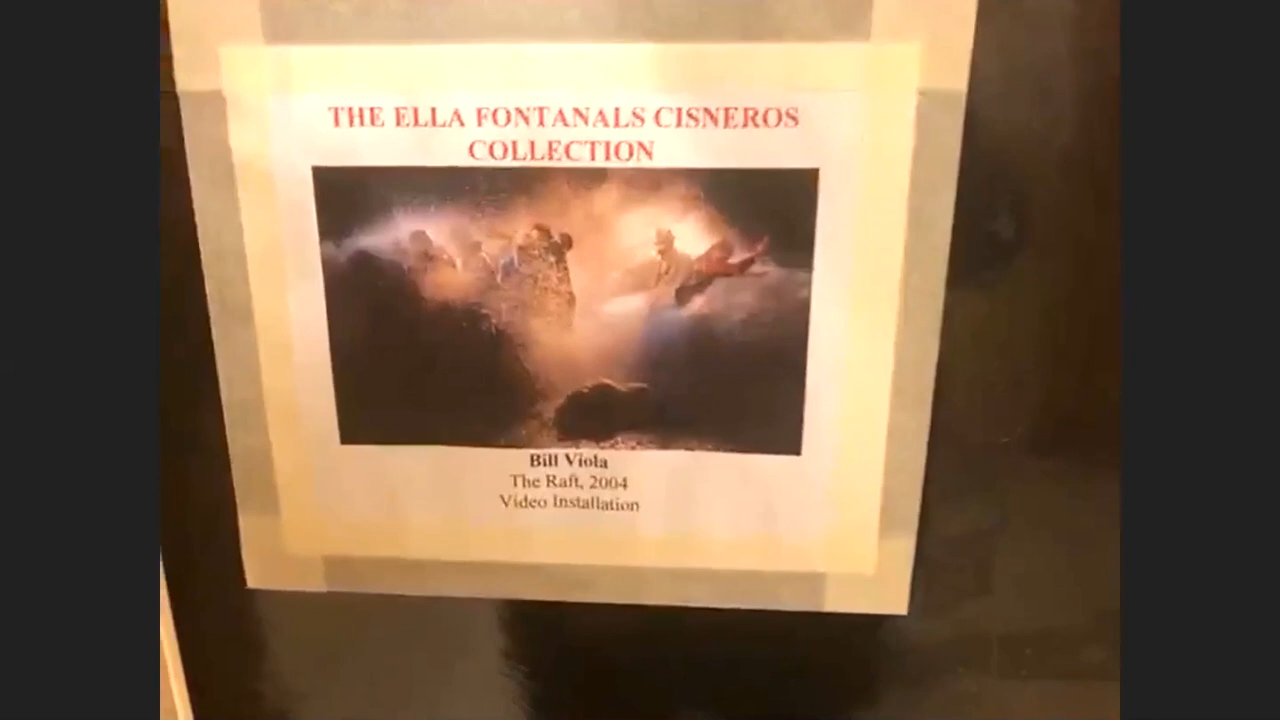 THE ELLA FONTANALS CISNEROS
COLLECTION
Bill Viola
The Raft, 2004
Video Installation